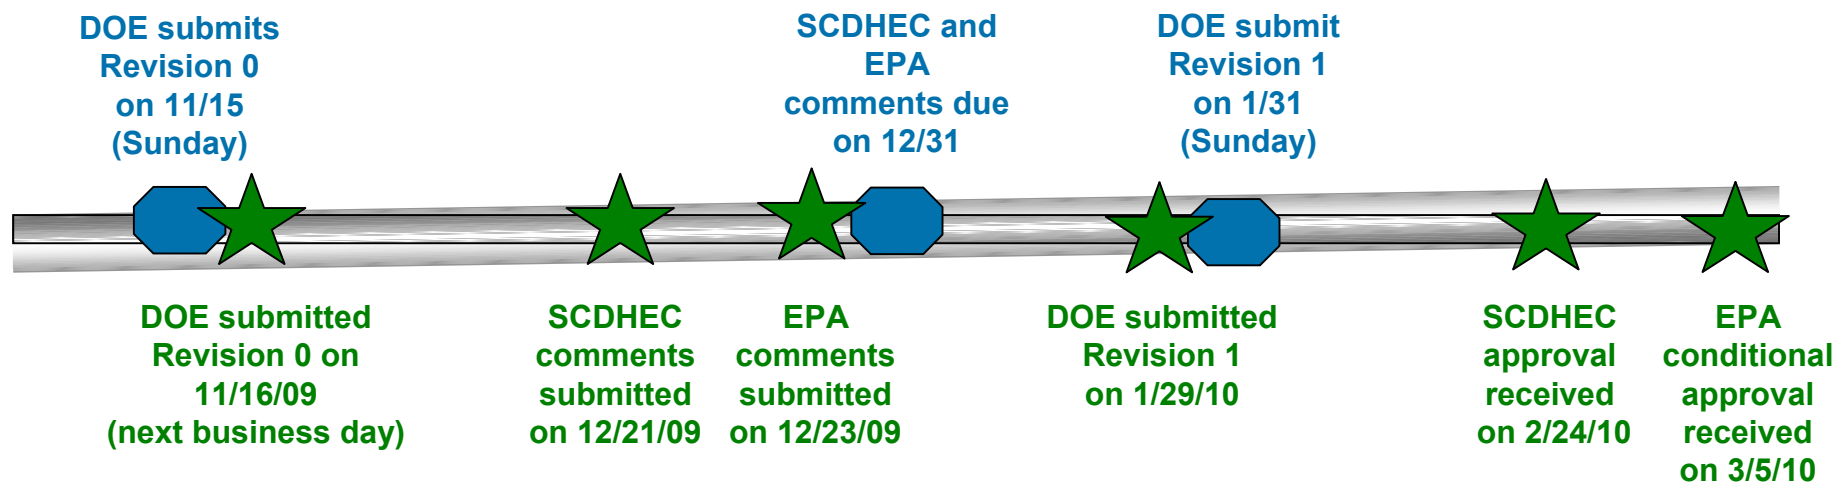 DOE submits
Revision 0
on 11/15
(Sunday)
SCDHEC and
EPA
comments due
on 12/31
DOE submit
Revision 1
on 1/31
(Sunday)
DOE submitted
Revision 0 on
11/16/09
(next business day)
SCDHEC
comments
submitted
on 12/21/09
EPA
comments
submitted
on 12/23/09
DOE submitted
Revision 1
on 1/29/10
SCDHEC
approval
received
on 2/24/10
EPA
conditional
approval
received
on 3/5/10